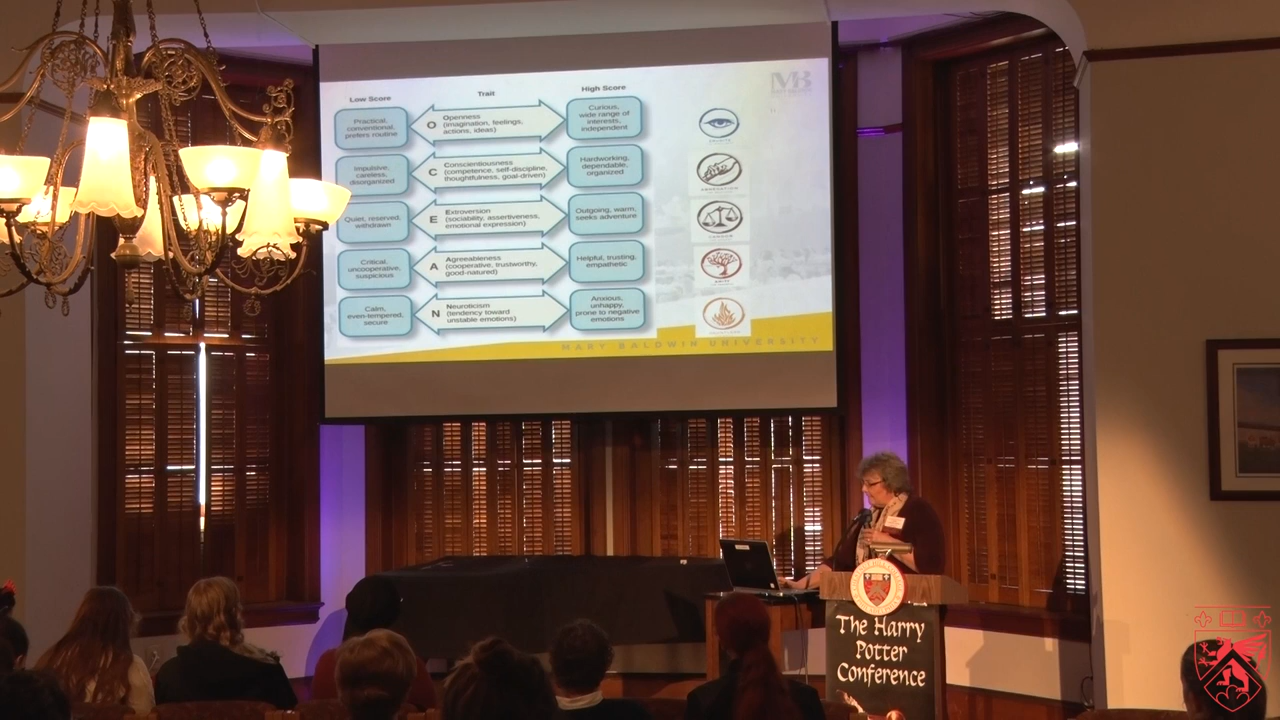 Low Score
Trait
High Score
MB
Practical,
conventional,
prefers routine
O
Openness
(imagination, feelings,
actions, ideas)
Curious,
wide range of
interests,
independent
Impulsive,
careless,
disorganized
C
Conscientiousness
(competence, self-discipline,
thoughtfulness, goal-driven)
Hardworking,
dependable,
organized
Quiet, reserved,
withdrawn
E
Extroversion
(sociability, assertiveness,
emotional expression)
Outgoing, warm,
seeks adventure
CANDOR
Critical,
uncooperative,
suspicious
A
Agreeableness
(cooperative, trustworthy,
good-natured)
Helpful, trusting,
empathetic
Calm,
even-tempered,
secure
N
Neuroticism
(tendency toward
unstable emotions)
Anxious,
unhappy,
prone to negative
emotions
MARY BALDWIN UNIVERSITY
The Harry
Potter
Conference